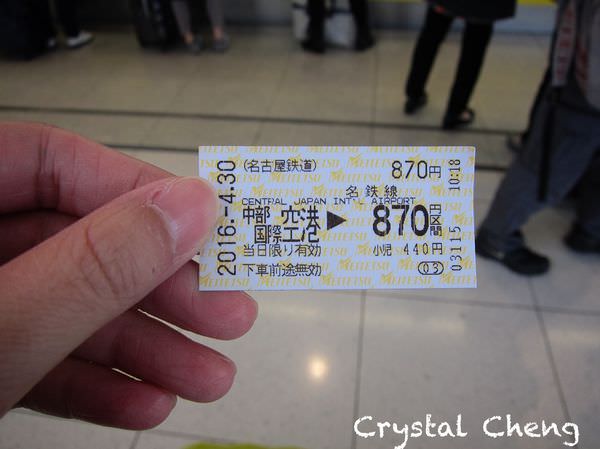 2016.-4.30
(名古屋鉄道) 870円
名鉄線
CENTRAL JAPAN INT'L AIRPORT
中部 空港 ▶ 870円区間
国際空港
当日限り有効 小児 440円
下車前途無効 (03)
03115 10:18
MEITETSU
Crystal Cheng